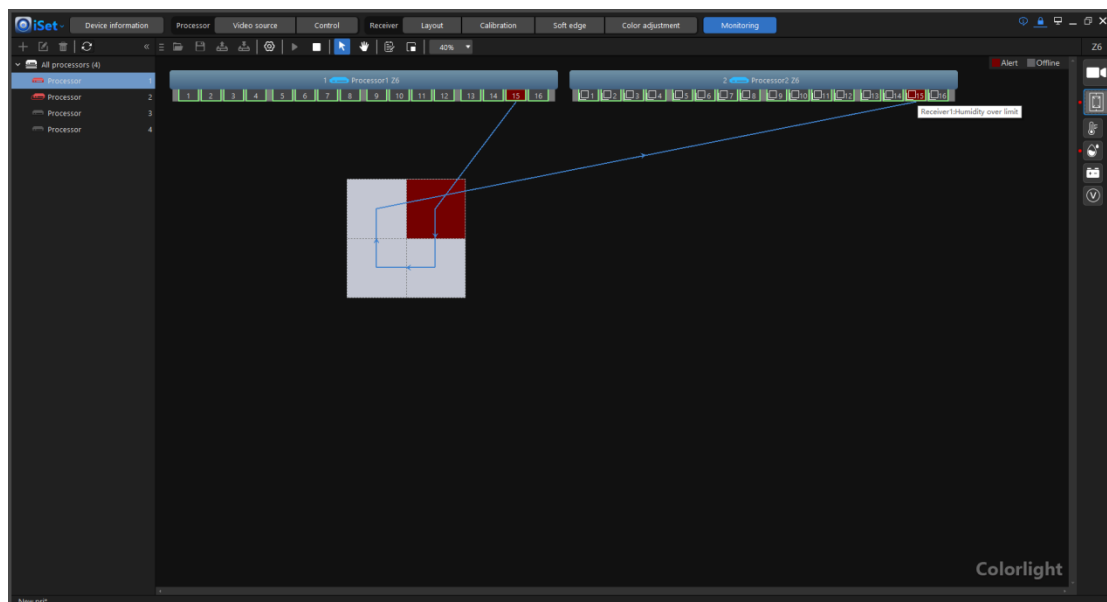 iSet
Device information
Processor
Video source
Control
Receiver
Layout
Calibration
Soft edge
Color adjustment
Monitoring
40%
Z6
All processors (4)
Processor 1
Processor 2
Processor 3
Processor 4
1 Processor1 Z6
1 2 3 4 5 6 7 8 9 10 11 12 13 14 15 16
2 Processor2 Z6
1 2 3 4 5 6 7 8 9 10 11 12 13 14 15 16
Alert Offline
Receiver1:Humidity over limit
V
Colorlight